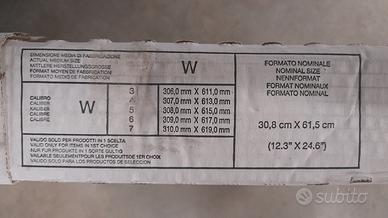 DIMENSIONE MEDIA DI FABBRICAZIONE
ACTUAL MEDIUM SIZE
MITTLERE HERSTELLUNGSGRÖSSE
FORMAT MOYEN DE FABRICATION
FORMATO MEDIO DE FABRICACION
W
CALIBRO
CALIBER
KALIBER
CALIBRE
CALIBRE
W
3 306,0 mm X 611,0 mm
4 307,0 mm X 613,0 mm
5 308,0 mm X 615,0 mm
6 309,0 mm X 617,0 mm
7 310,0 mm X 619,0 mm
VALIDO SOLO PER PRODOTTI IN 1 SCELTA
VALID ONLY FOR ITEMS IN 1ST CHOICE
NUR FUR PRODUKTE IN 1 SORTE GULTIG
VALABLE SEULEMENT POUR LES PRODUITS DE 1ER CHOIX
VALIDO SOLO PARA LOS PRODUCTOS DE SELECCION
FORMATO NOMINALE
NOMINAL SIZE
NENNFORMAT
FORMAT NOMINAUX
FORMATO NOMINAL
30,8 cm X 61,5 cm
(12.3" X 24.6")
subito